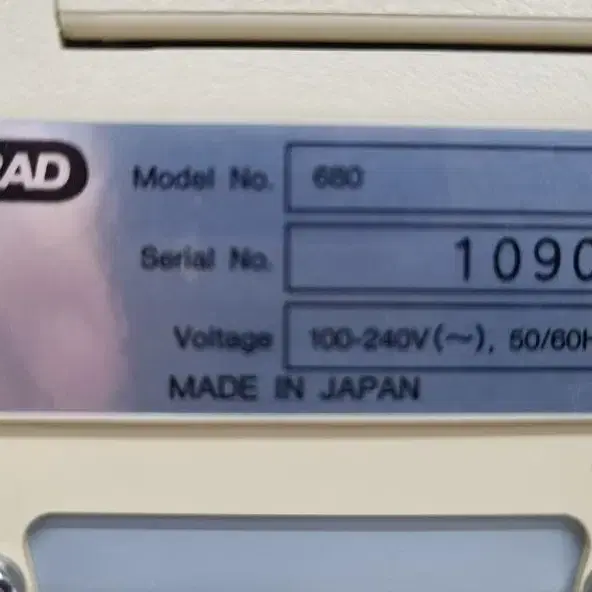 RAD
Model No. 680
Serial No. 1090
Voltage 100-240V(~), 50/60H
MADE IN JAPAN